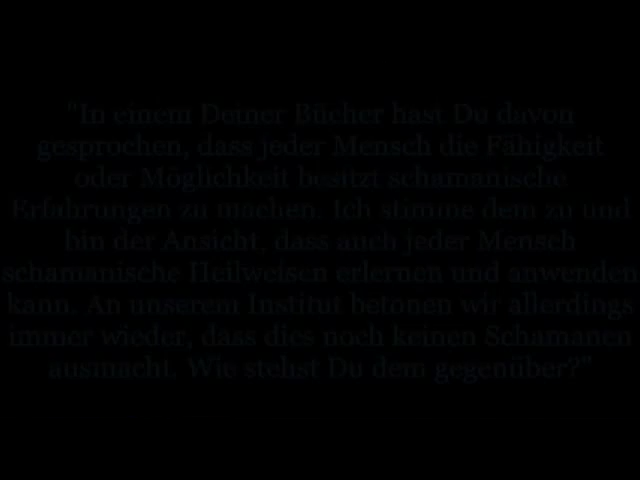 "In einem Deiner Bücher hast Du davon
gesprochen, dass jeder Mensch die Fähigkeit
oder Möglichkeit besitzt schamanische
Erfahrungen zu machen. Ich stimme dem zu und
bin der Ansicht, dass auch jeder Mensch
schamanische Heilweisen erlernen und anwenden
kann. An unserem Institut betonen wir allerdings
immer wieder, dass dies noch keinen Schamanen
ausmacht. Wie stehst Du dem gegenüber?"